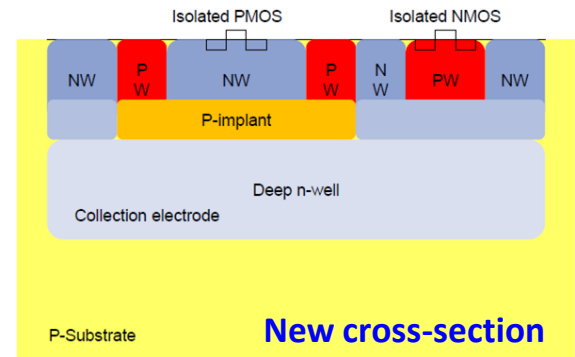 Isolated PMOS Isolated NMOS
NW P W NW P W N W PW NW
P-implant
Deep n-well
Collection electrode
P-Substrate New cross-section